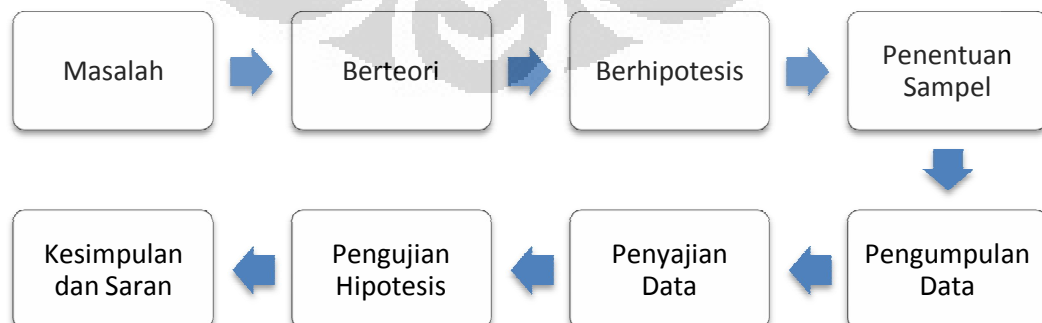 Masalah
Berteori
Berhipotesis
Penentuan
Sampel
Pengumpulan
Data
Penyajian
Data
Pengujian
Hipotesis
Kesimpulan
dan Saran